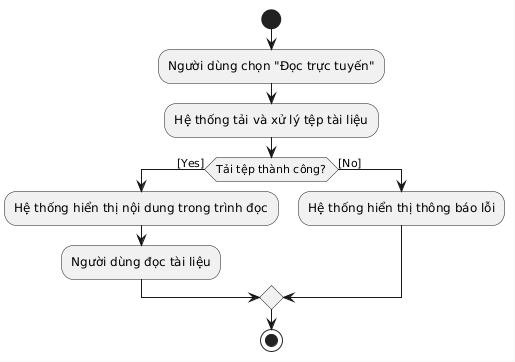 Người dùng chọn "Đọc trực tuyến"
Hệ thống tải và xử lý tệp tài liệu
[Yes]
Tải tệp thành công?
[No]
Hệ thống hiển thị nội dung trong trình đọc
Hệ thống hiển thị thông báo lỗi
Người dùng đọc tài liệu